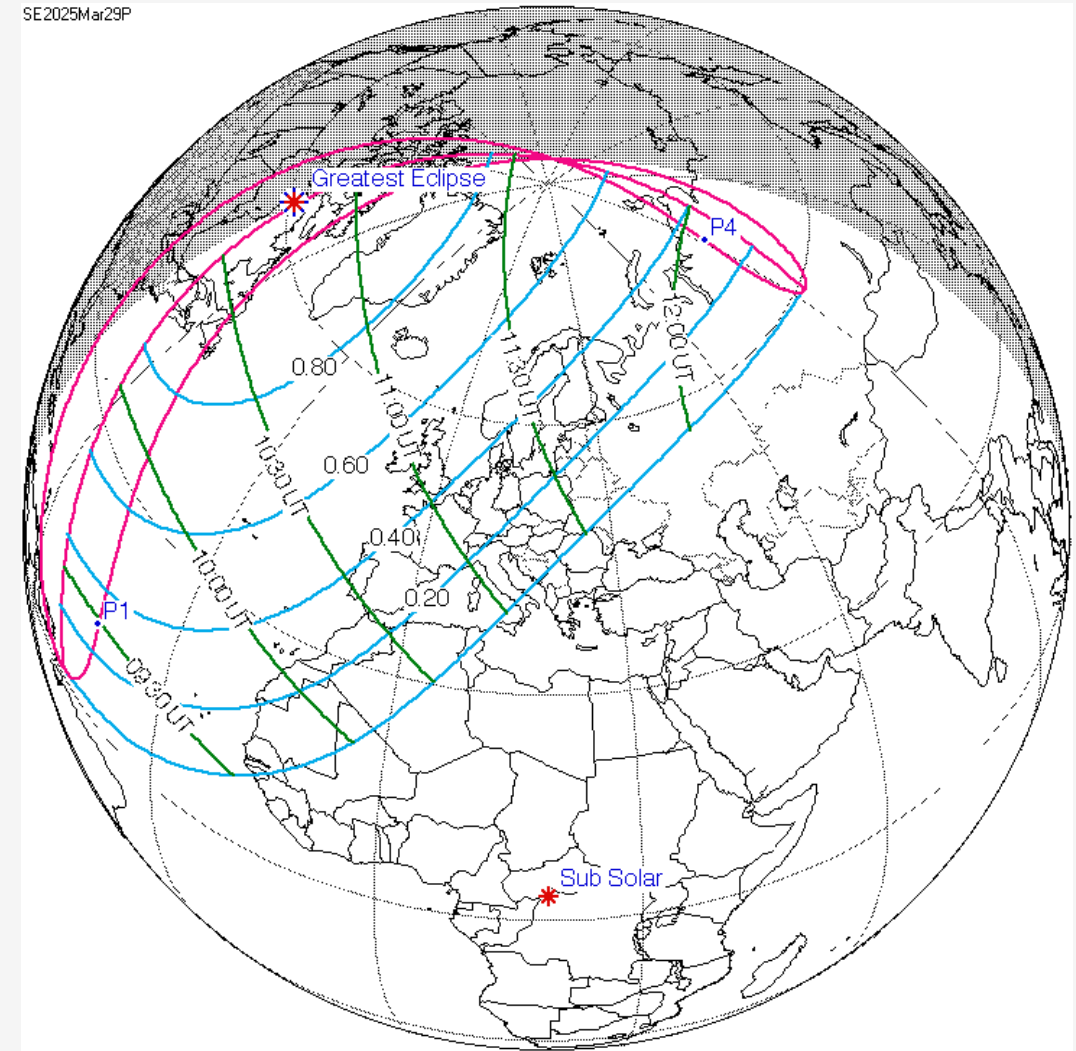 SE2025Mar29P
Greatest Eclipse
P4
12:00 UT
11:30 UT
0.80
11:00 UT
10:30 UT
0.60
0.40
10:00 UT
0.20
P1
09:30 UT
Sub Solar